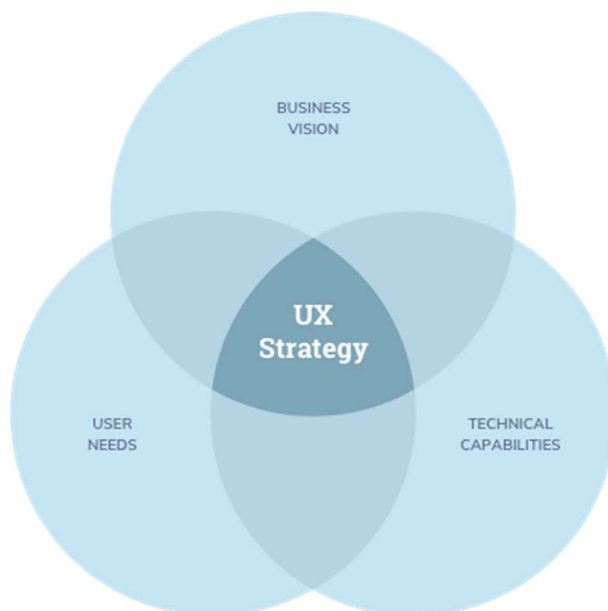 BUSINESS
VISION
UX
Strategy
USER
NEEDS
TECHNICAL
CAPABILITIES